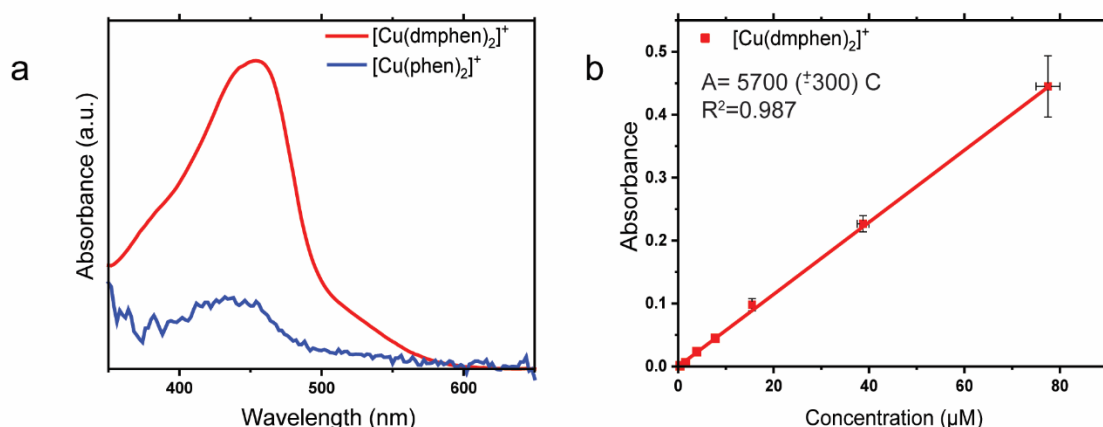 a
[Cu(dmphen)₂]⁺
[Cu(phen)₂]⁺
Absorbance (a.u.)
400
500
600
Wavelength (nm)
b
[Cu(dmphen)₂]⁺
A= 5700 (±300) C
R²=0.987
Absorbance
0.5
0.4
0.3
0.2
0.1
0.0
0
20
40
60
80
Concentration (µM)